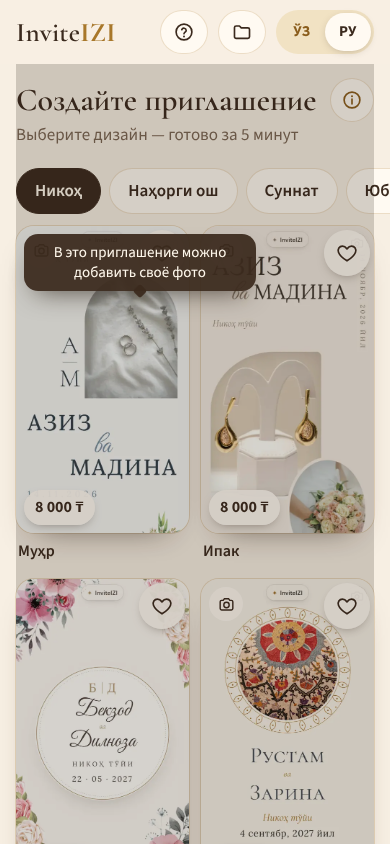 InviteIZI
ЎЗ
РУ
Создайте приглашение
Выберите дизайн — готово за 5 минут
Никоҳ
Наҳорги ош
Суннат
Юб
В это приглашение можно
добавить своё фото
InviteIZI
А
М
АЗИЗ
ва
МАДИНА
8 000 ₸
Муҳр
InviteIZI
АЗИЗ
ва
МАДИНА
Никоҳ тўйи
2026 йил
8 000 ₸
Ипак
InviteIZI
Б | Д
Бекзод
ва
Дилноза
НИКОҲ ТЎЙИ
22 · 05 · 2027
InviteIZI
Рустам
ва
Зарина
Никоҳ тўйи
4 сентябр, 2027 йил